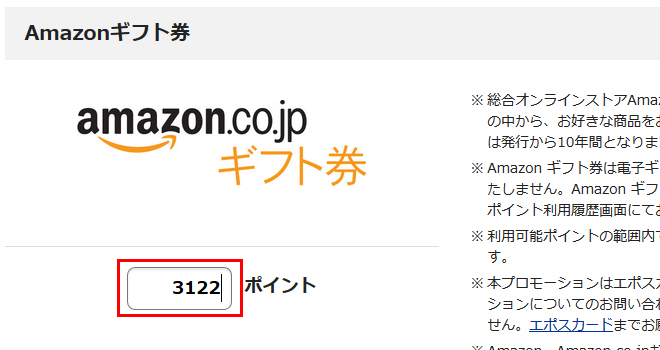 Amazonギフト券
amazon.co.jp
ギフト券
3122 ポイント
※ 総合オンラインストアAmaz
の中から、お好きな商品をお
は発行から10年間となりま
※ Amazon ギフト券は電子ギ
たしません。Amazon ギフ
ポイント利用履歴画面にてお
※ 利用可能ポイントの範囲内で
す。
※ 本プロモーションはエポスカ
ションについてのお問い合わ
せん。エポスカードまでお願
※ Amazon、Amazon.co.jp